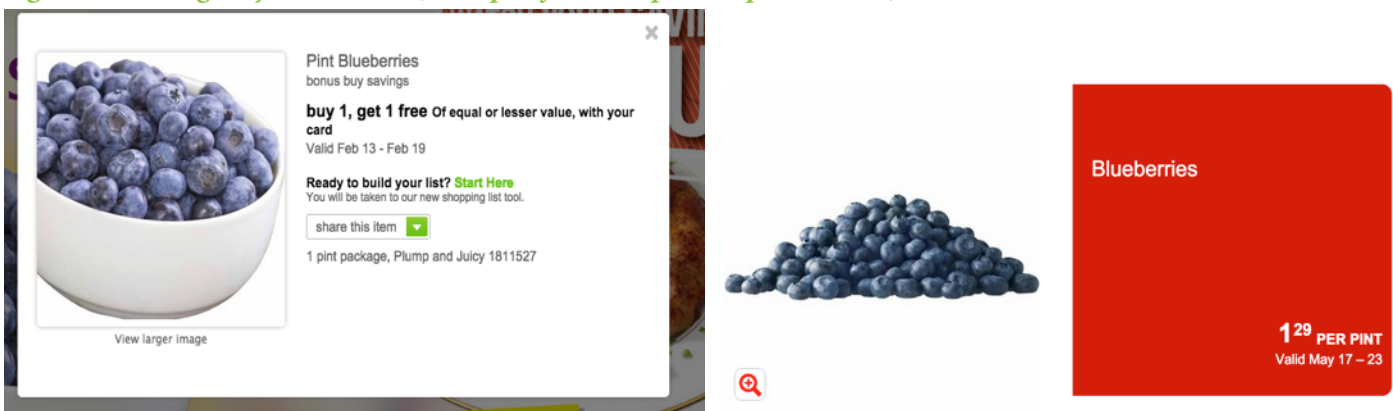 Pint Blueberries
bonus buy savings
buy 1, get 1 free Of equal or lesser value, with your
card
Valid Feb 13 - Feb 19
Ready to build your list? Start Here
You will be taken to our new shopping list tool.
share this item
1 pint package, Plump and Juicy 1811527
View larger image
Blueberries
1 29 PER PINT
Valid May 17 – 23